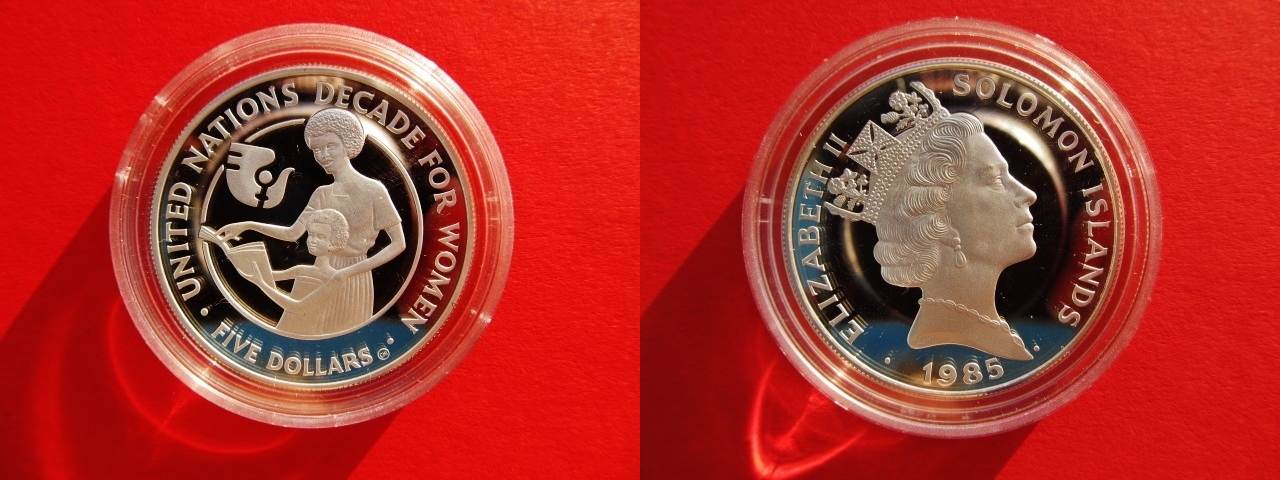 UNITED NATIONS DECADE FOR WOMEN
FIVE DOLLARS
ELIZABETH II
SOLOMON ISLANDS
1985